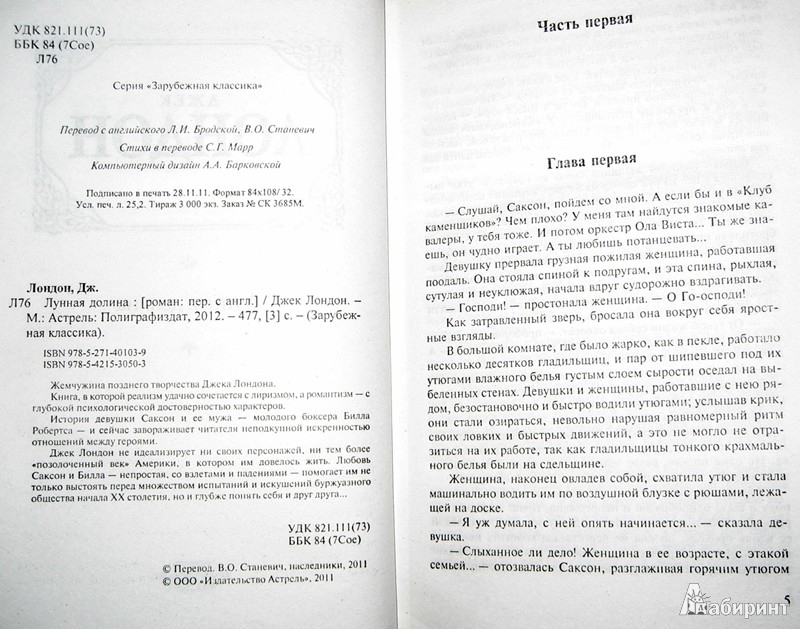 УДК 821.111(73)
ББК 84 (7Сое)
Л76
Серия «Зарубежная классика»
Перевод с английского Л.И. Бродской, В.О. Станевич
Стихи в переводе С.Г. Марр
Компьютерный дизайн А.А. Барковской
Подписано в печать 28.11.11. Формат 84х108/32.
Усл. печ. л. 25,2. Тираж 3 000 экз. Заказ № СК 3685М.
Лондон, Дж.
Л76 Лунная долина : [роман: пер. с англ.] / Джек Лондон. –
М.: Астрель: Полиграфиздат, 2012. – 477, [3] с. – (Зарубеж-
ная классика).
ISBN 978-5-271-40103-9
ISBN 978-5-4215-3050-3
Жемчужина позднего творчества Джека Лондона.
Книга, в которой реализм удачно сочетается с лиризмом, а романтизм – с
глубокой психологической достоверностью характеров.
История девушки Саксон и ее мужа – молодого боксера Билла
Робертса – и сейчас завораживает читателя неподкупной искренностью
отношений между героями.
Джек Лондон не идеализирует ни своих персонажей, ни тем более
«позолоченный век» Америки, в котором им довелось жить. Любовь
Саксон и Билла – непростая, со взлетами и падениями – помогает им не
только выстоять перед множеством испытаний и искушений буржуазного
общества начала XX столетия, но и глубже понять себя и друг друга...
УДК 821.111(73)
ББК 84 (7Сое)
© Перевод. В.О. Станевич, наследники, 2011
© ООО «Издательство Астрель», 2011
Часть первая
Глава первая
— Слушай, Саксон, пойдем со мной. А если бы и в «Клуб
каменщиков»? Чем плохо? У меня там найдутся знакомые ка-
валеры, у тебя тоже. И потом оркестр Ола Виста... Ты же зна-
ешь, он чудно играет. А ты любишь потанцевать...
Девушку прервала грузная пожилая женщина, работавшая
поодаль. Она стояла спиной к подругам, и эта спина, рыхлая,
сутулая и неуклюжая, начала вдруг судорожно вздрагивать.
— Господи! — простонала женщина. — О Го-осподи!
Как затравленный зверь, бросала она вокруг себя ярост-
ные взгляды.
В большой комнате, где было жарко, как в пекле, работало
несколько десятков гладильщиц, и пар от шипевшего под их
утюгами влажного белья густым слоем сырости оседал на вы-
беленных стенах. Девушки и женщины, работавшие с нею ря-
дом, безостановочно и быстро водили утюгами; услышав крик,
они стали озираться, невольно нарушая равномерный ритм
своих ловких и быстрых движений, а это не могло не отра-
зиться на их работе, так как гладильщицы тонкого крахмаль-
ного белья были на сдельщине.
Женщина, наконец овладев собой, схватила утюг и стала
машинально водить им по воздушной блузке с рюшами, лежа-
щей на доске.
— Я уж думала, с ней опять начинается... — сказала де-
вушка.
— Слыханное ли дело! Женщина в ее возрасте, с этакой
семьей... — отозвалась Саксон, разглаживая горячим утюгом
5
Лабиринт